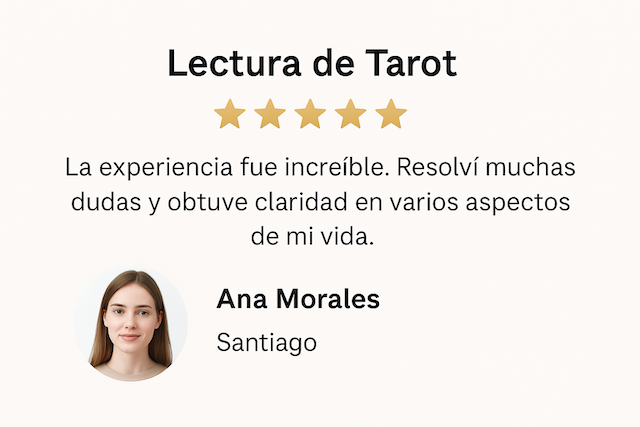 Lectura de Tarot
La experiencia fue increíble. Resolví muchas
dudas y obtuve claridad en varios aspectos
de mi vida.
Ana Morales
Santiago